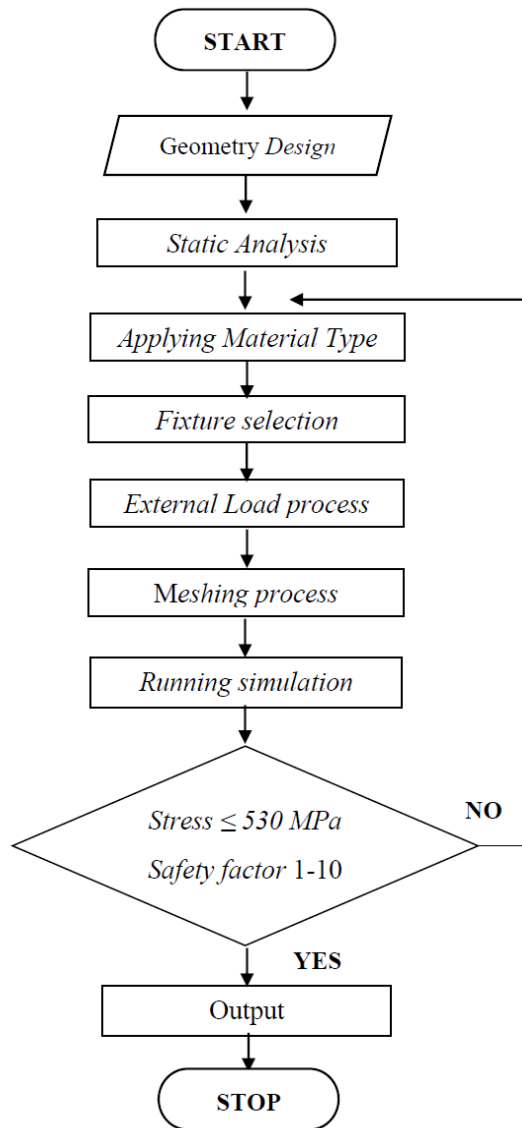 START
Geometry Design
Static Analysis
Applying Material Type
Fixture selection
External Load process
Meshing process
Running simulation
Stress ≤ 530 MPa
Safety factor 1-10
NO
YES
Output
STOP